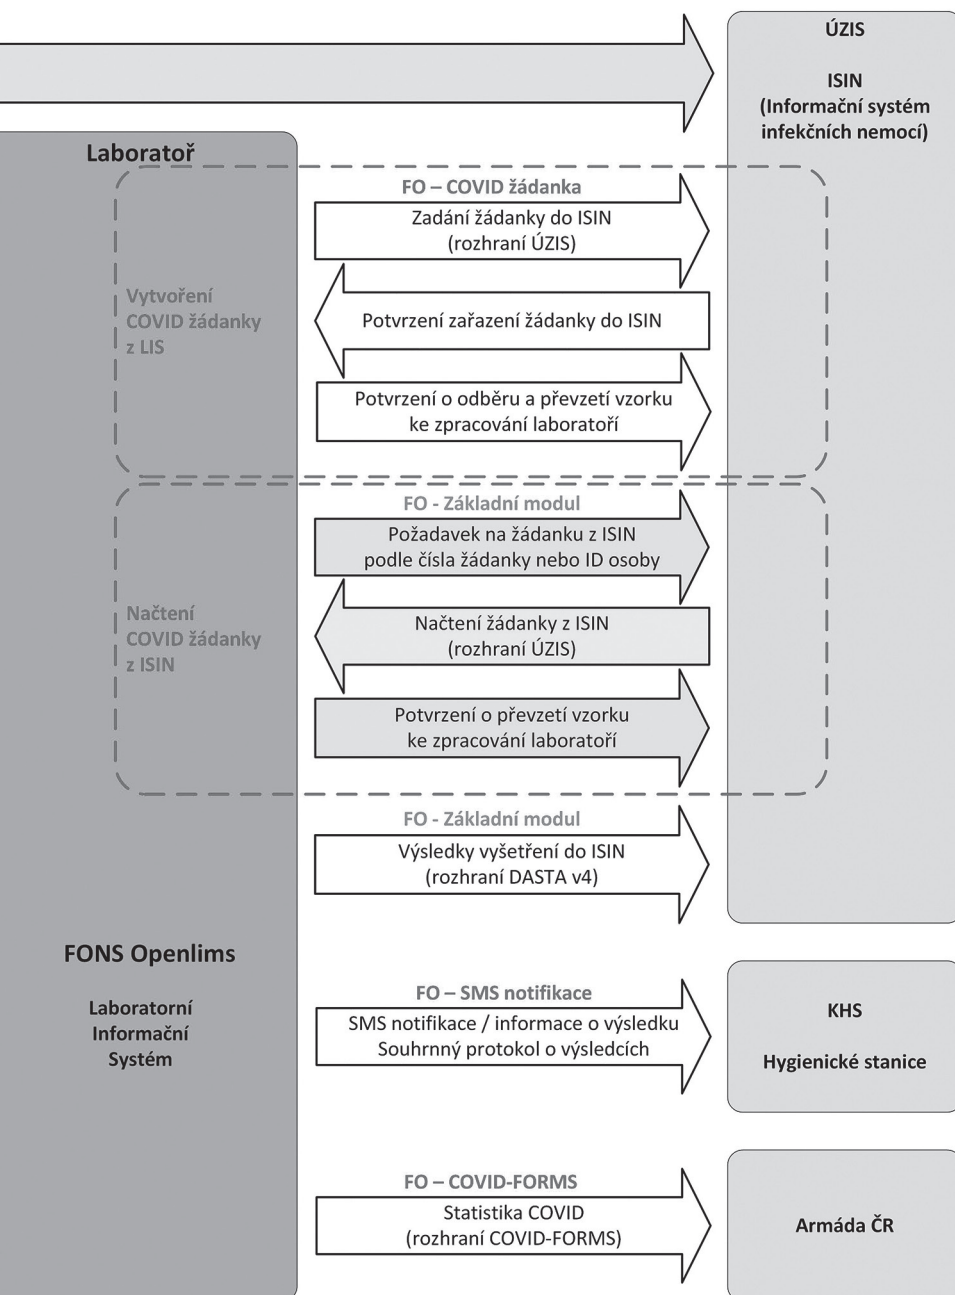 ÚZIS
ISIN
(Informační systém
infekčních nemocí)
Laboratoř
FO – COVID žádanka
Zadání žádanky do ISIN
(rozhraní ÚZIS)
Vytvoření
COVID žádanky
z LIS
Potvrzení zařazení žádanky do ISIN
Potvrzení o odběru a převzetí vzorku
ke zpracování laboratoří
FO - Základní modul
Požadavek na žádanku z ISIN
podle čísla žádanky nebo ID osoby
Načtení
COVID žádanky
z ISIN
Načtení žádanky z ISIN
(rozhraní ÚZIS)
Potvrzení o převzetí vzorku
ke zpracování laboratoří
FO - Základní modul
Výsledky vyšetření do ISIN
(rozhraní DASTA v4)
FONS Openlims
Laboratorní
Informační
Systém
FO – SMS notifikace
SMS notifikace / informace o výsledku
Souhrnný protokol o výsledcích
KHS
Hygienické stanice
FO – COVID-FORMS
Statistika COVID
(rozhraní COVID-FORMS)
Armáda ČR